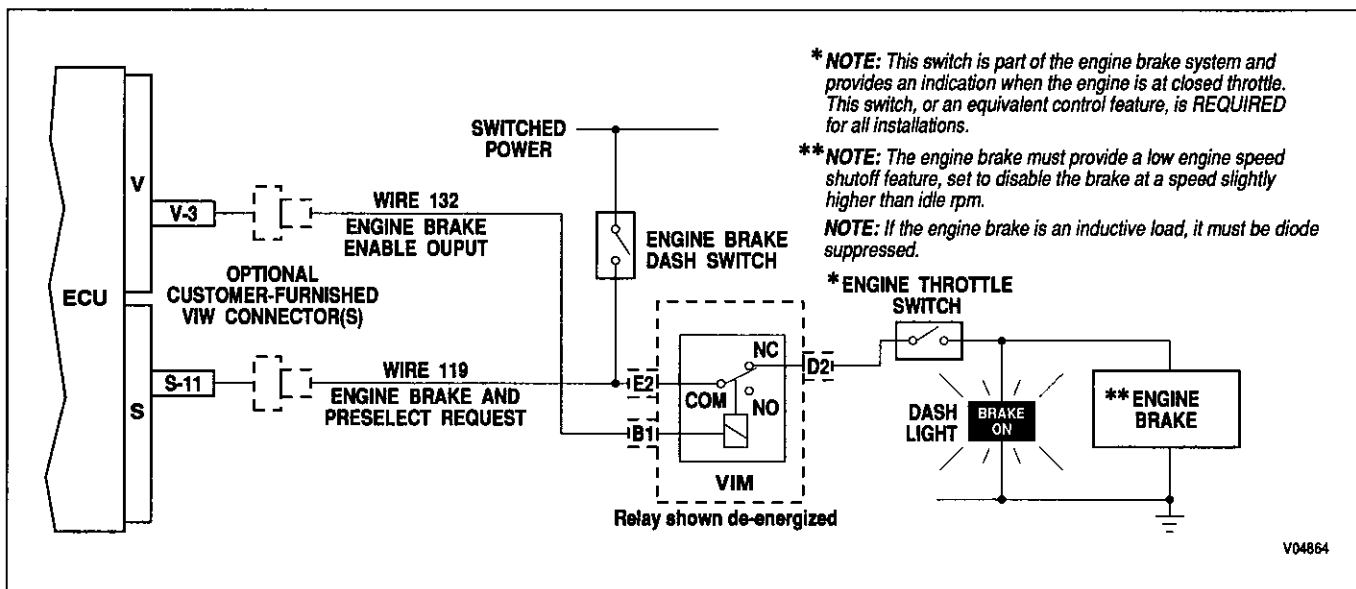 * NOTE: This switch is part of the engine brake system and
provides an indication when the engine is at closed throttle.
This switch, or an equivalent control feature, is REQUIRED
for all installations.
** NOTE: The engine brake must provide a low engine speed
shutoff feature, set to disable the brake at a speed slightly
higher than idle rpm.
NOTE: If the engine brake is an inductive load, it must be diode
suppressed.
SWITCHED
POWER
V
V-3
WIRE 132
ENGINE BRAKE
ENABLE OUPUT
ENGINE BRAKE
DASH SWITCH
ECU
OPTIONAL
CUSTOMER-FURNISHED
VIW CONNECTOR(S)
* ENGINE THROTTLE
SWITCH
S
S-11
WIRE 119
ENGINE BRAKE AND
PRESELECT REQUEST
E2
COM
NC
NO
D2
B1
VIM
Relay shown de-energized
DASH
LIGHT
BRAKE
ON
** ENGINE
BRAKE
V04864